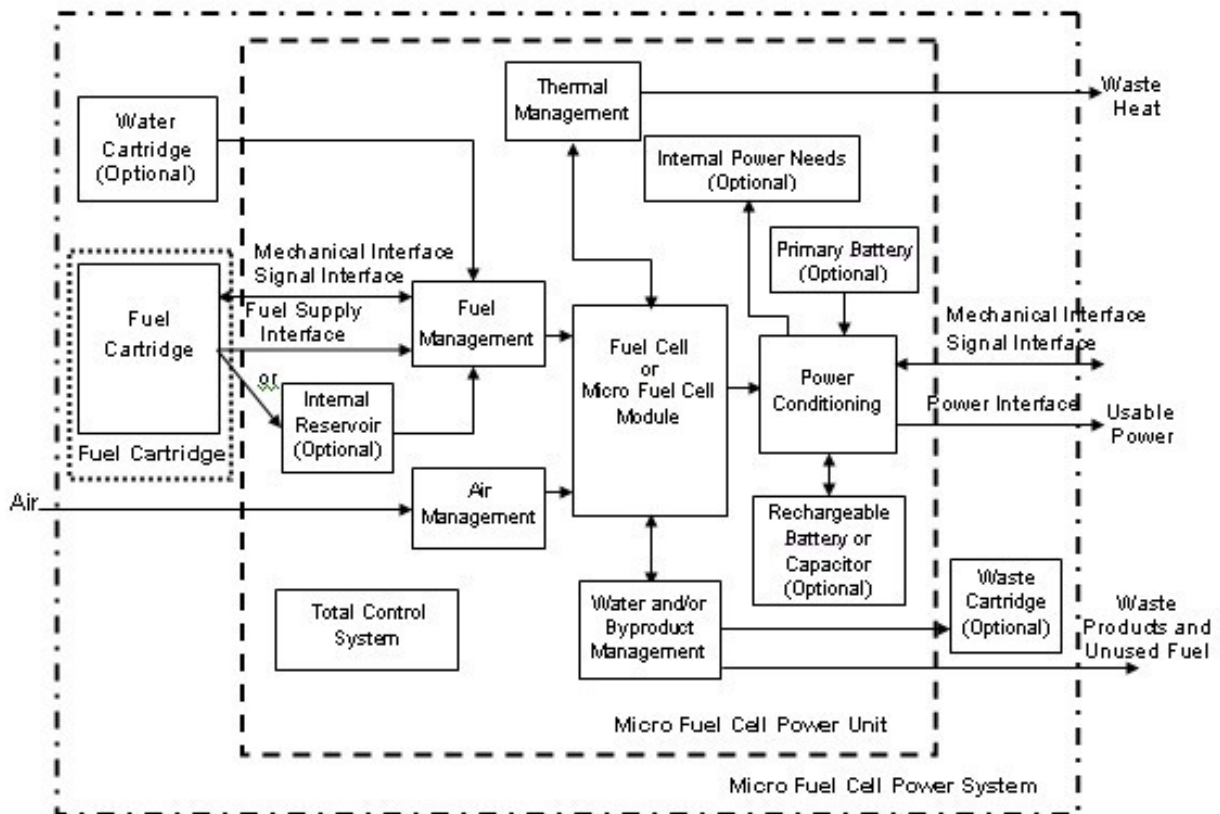 Thermal
Management
Waste
Heat
Water
Cartridge
(Optional)
Internal Power Needs
(Optional)
Primary Battery
(Optional)
Mechanical Interface
Signal Interface
Fuel Supply
Interface
Fuel
Cartridge
Fuel Cartridge
or
Fuel
Management
Internal
Reservoir
(Optional)
Fuel Cell
or
Micro Fuel Cell
Module
Power
Conditioning
Mechanical Interface
Signal Interface
Power Interface
Usable
Power
Air
Air
Management
Rechargeable
Battery or
Capacitor
(Optional)
Total Control
System
Water and/or
Byproduct
Management
Waste
Cartridge
(Optional)
Waste
Products and
Unused Fuel
Micro Fuel Cell Power Unit
Micro Fuel Cell Power System